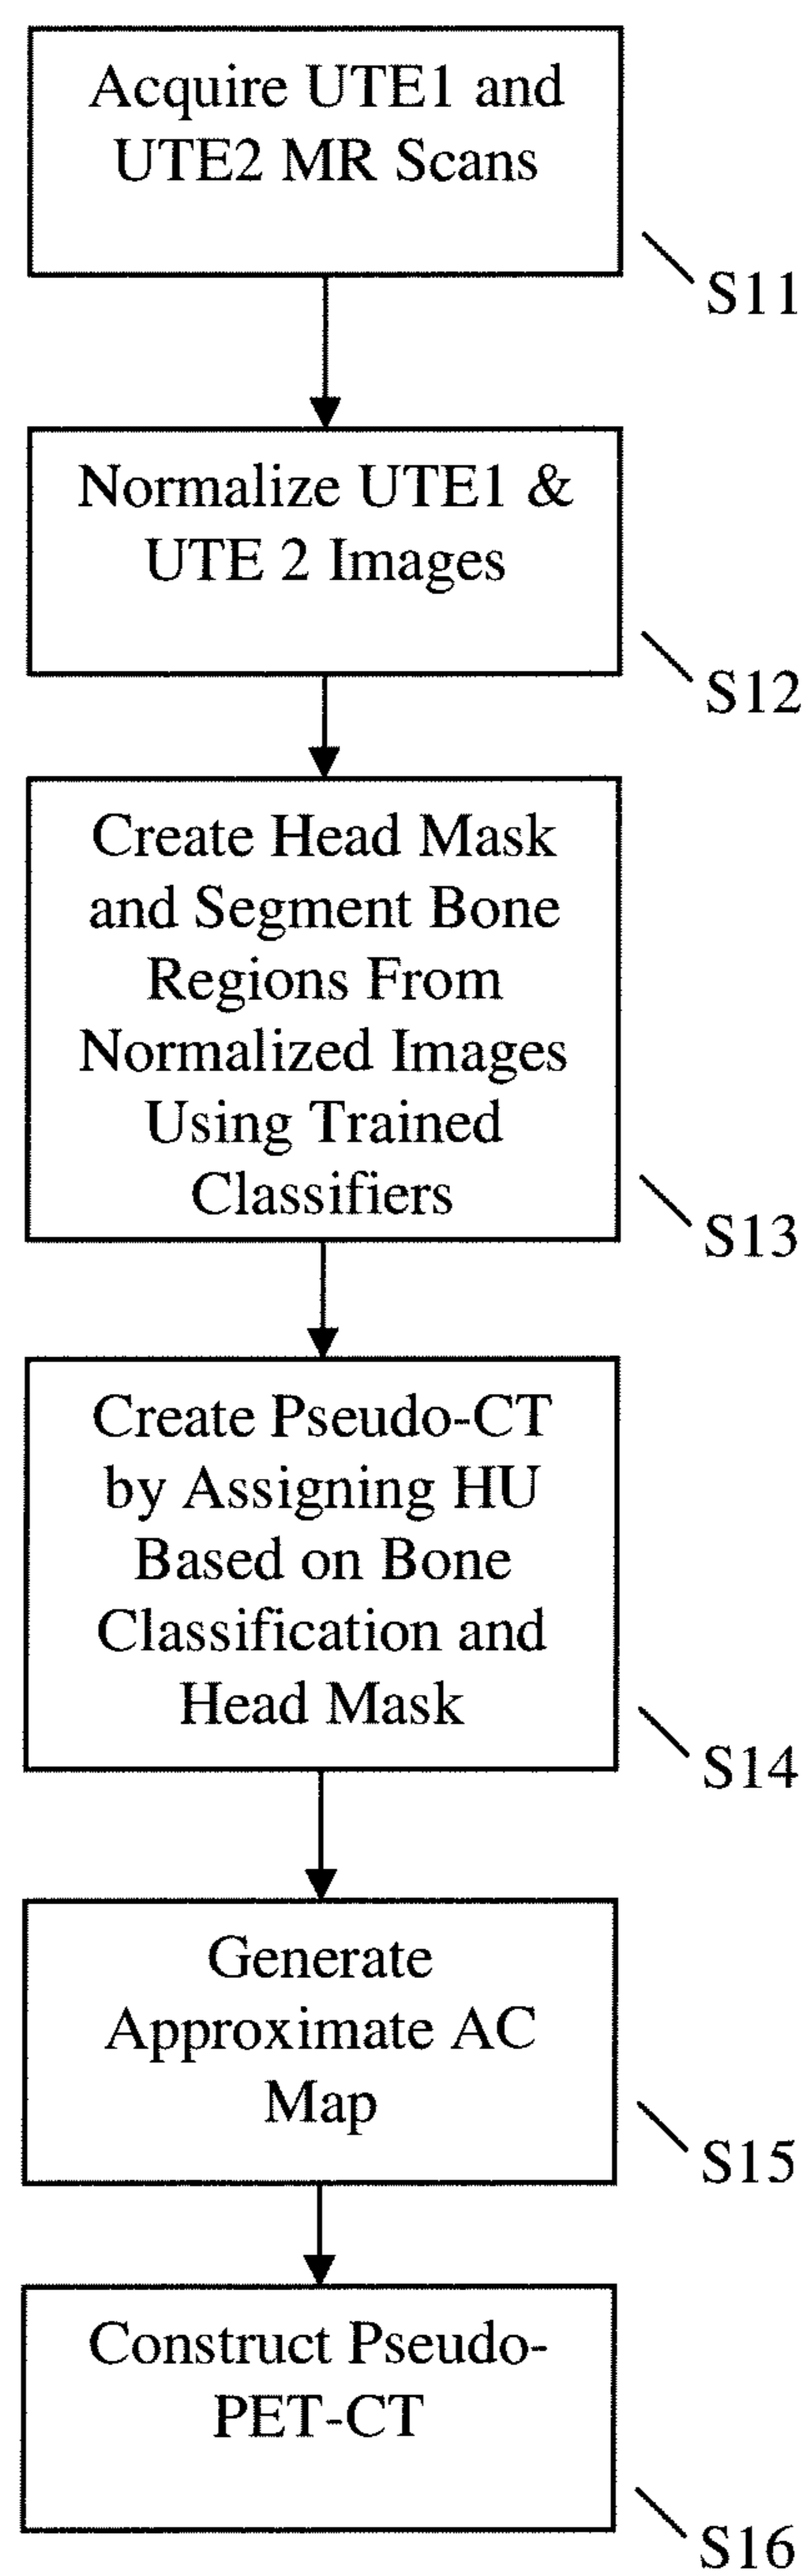 Acquire UTE1 and
UTE2 MR Scans
S11
Normalize UTE1 &
UTE 2 Images
S12
Create Head Mask
and Segment Bone
Regions From
Normalized Images
Using Trained
Classifiers
S13
Create Pseudo-CT
by Assigning HU
Based on Bone
Classification and
Head Mask
S14
Generate
Approximate AC
Map
S15
Construct Pseudo-
PET-CT
S16